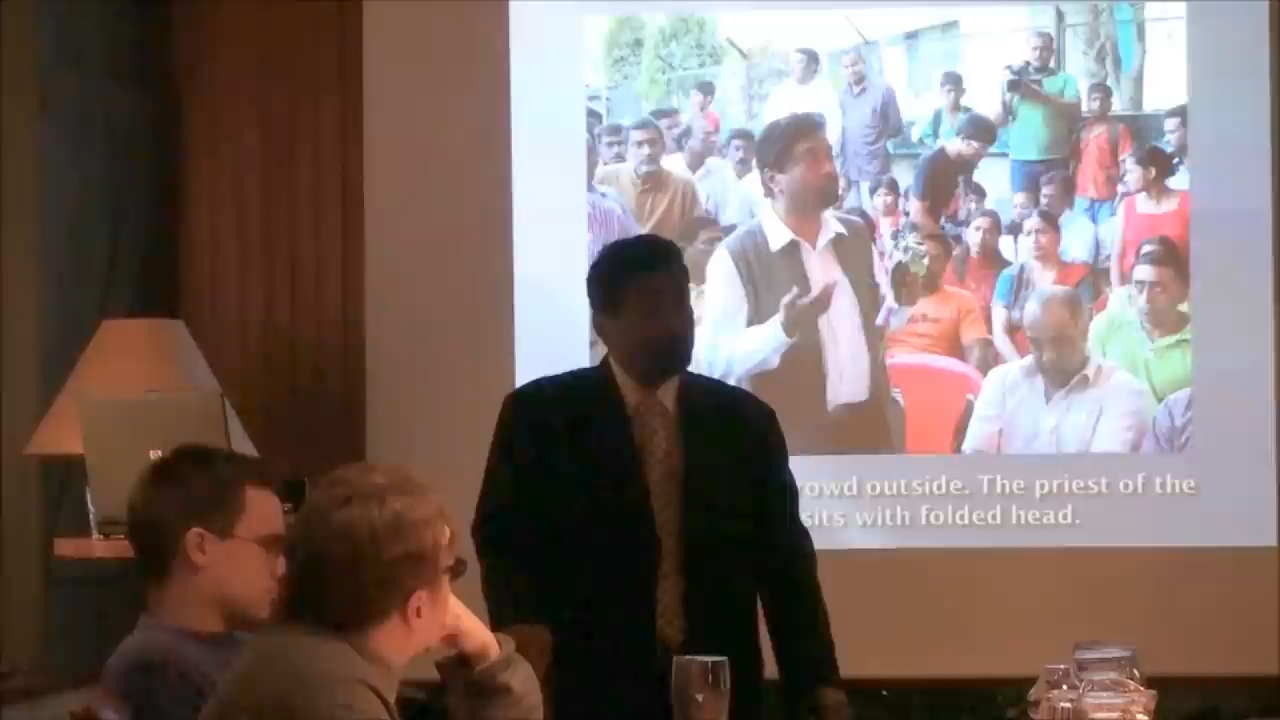 owd outside. The priest of the
sits with folded head.